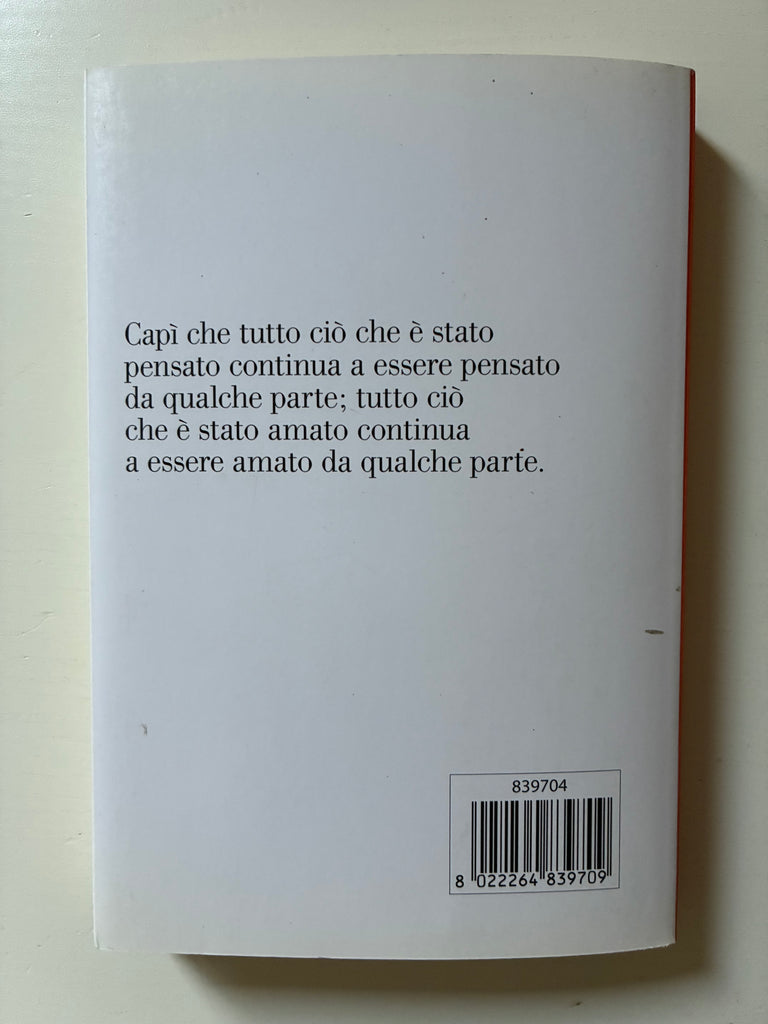 Capì che tutto ciò che è stato
pensato continua a essere pensato
da qualche parte; tutto ciò
che è stato amato continua
a essere amato da qualche parte.
839704
8 022264 839709